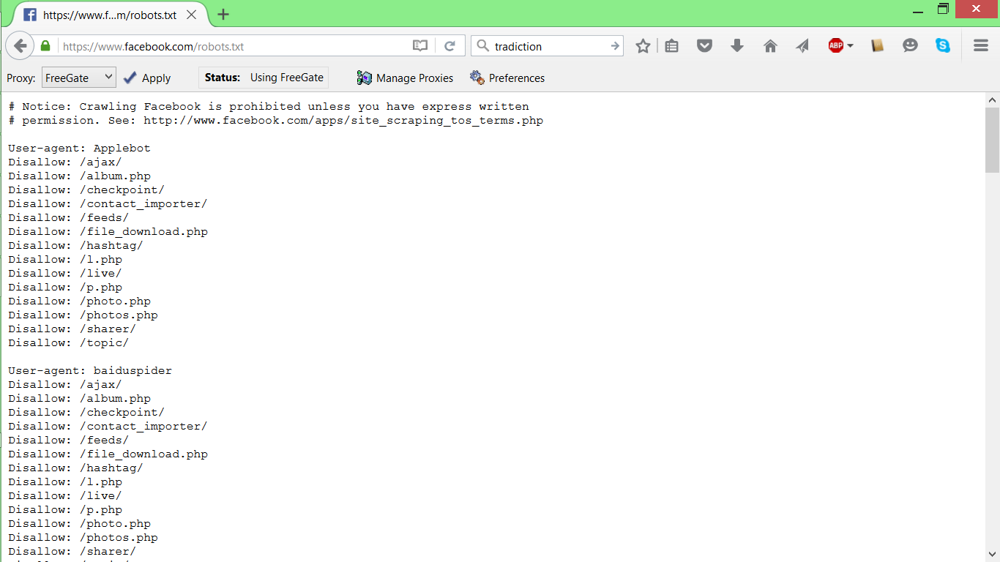 https://www.f...m/robots.txt
https://www.facebook.com/robots.txt
tradiction
ABP
Proxy: FreeGate Apply Status: Using FreeGate Manage Proxies Preferences
# Notice: Crawling Facebook is prohibited unless you have express written
# permission. See: http://www.facebook.com/apps/site_scraping_tos_terms.php
User-agent: Applebot
Disallow: /ajax/
Disallow: /album.php
Disallow: /checkpoint/
Disallow: /contact_importer/
Disallow: /feeds/
Disallow: /file_download.php
Disallow: /hashtag/
Disallow: /l.php
Disallow: /live/
Disallow: /p.php
Disallow: /photo.php
Disallow: /photos.php
Disallow: /sharer/
Disallow: /topic/
User-agent: baiduspider
Disallow: /ajax/
Disallow: /album.php
Disallow: /checkpoint/
Disallow: /contact_importer/
Disallow: /feeds/
Disallow: /file_download.php
Disallow: /hashtag/
Disallow: /l.php
Disallow: /live/
Disallow: /p.php
Disallow: /photo.php
Disallow: /photos.php
Disallow: /sharer/